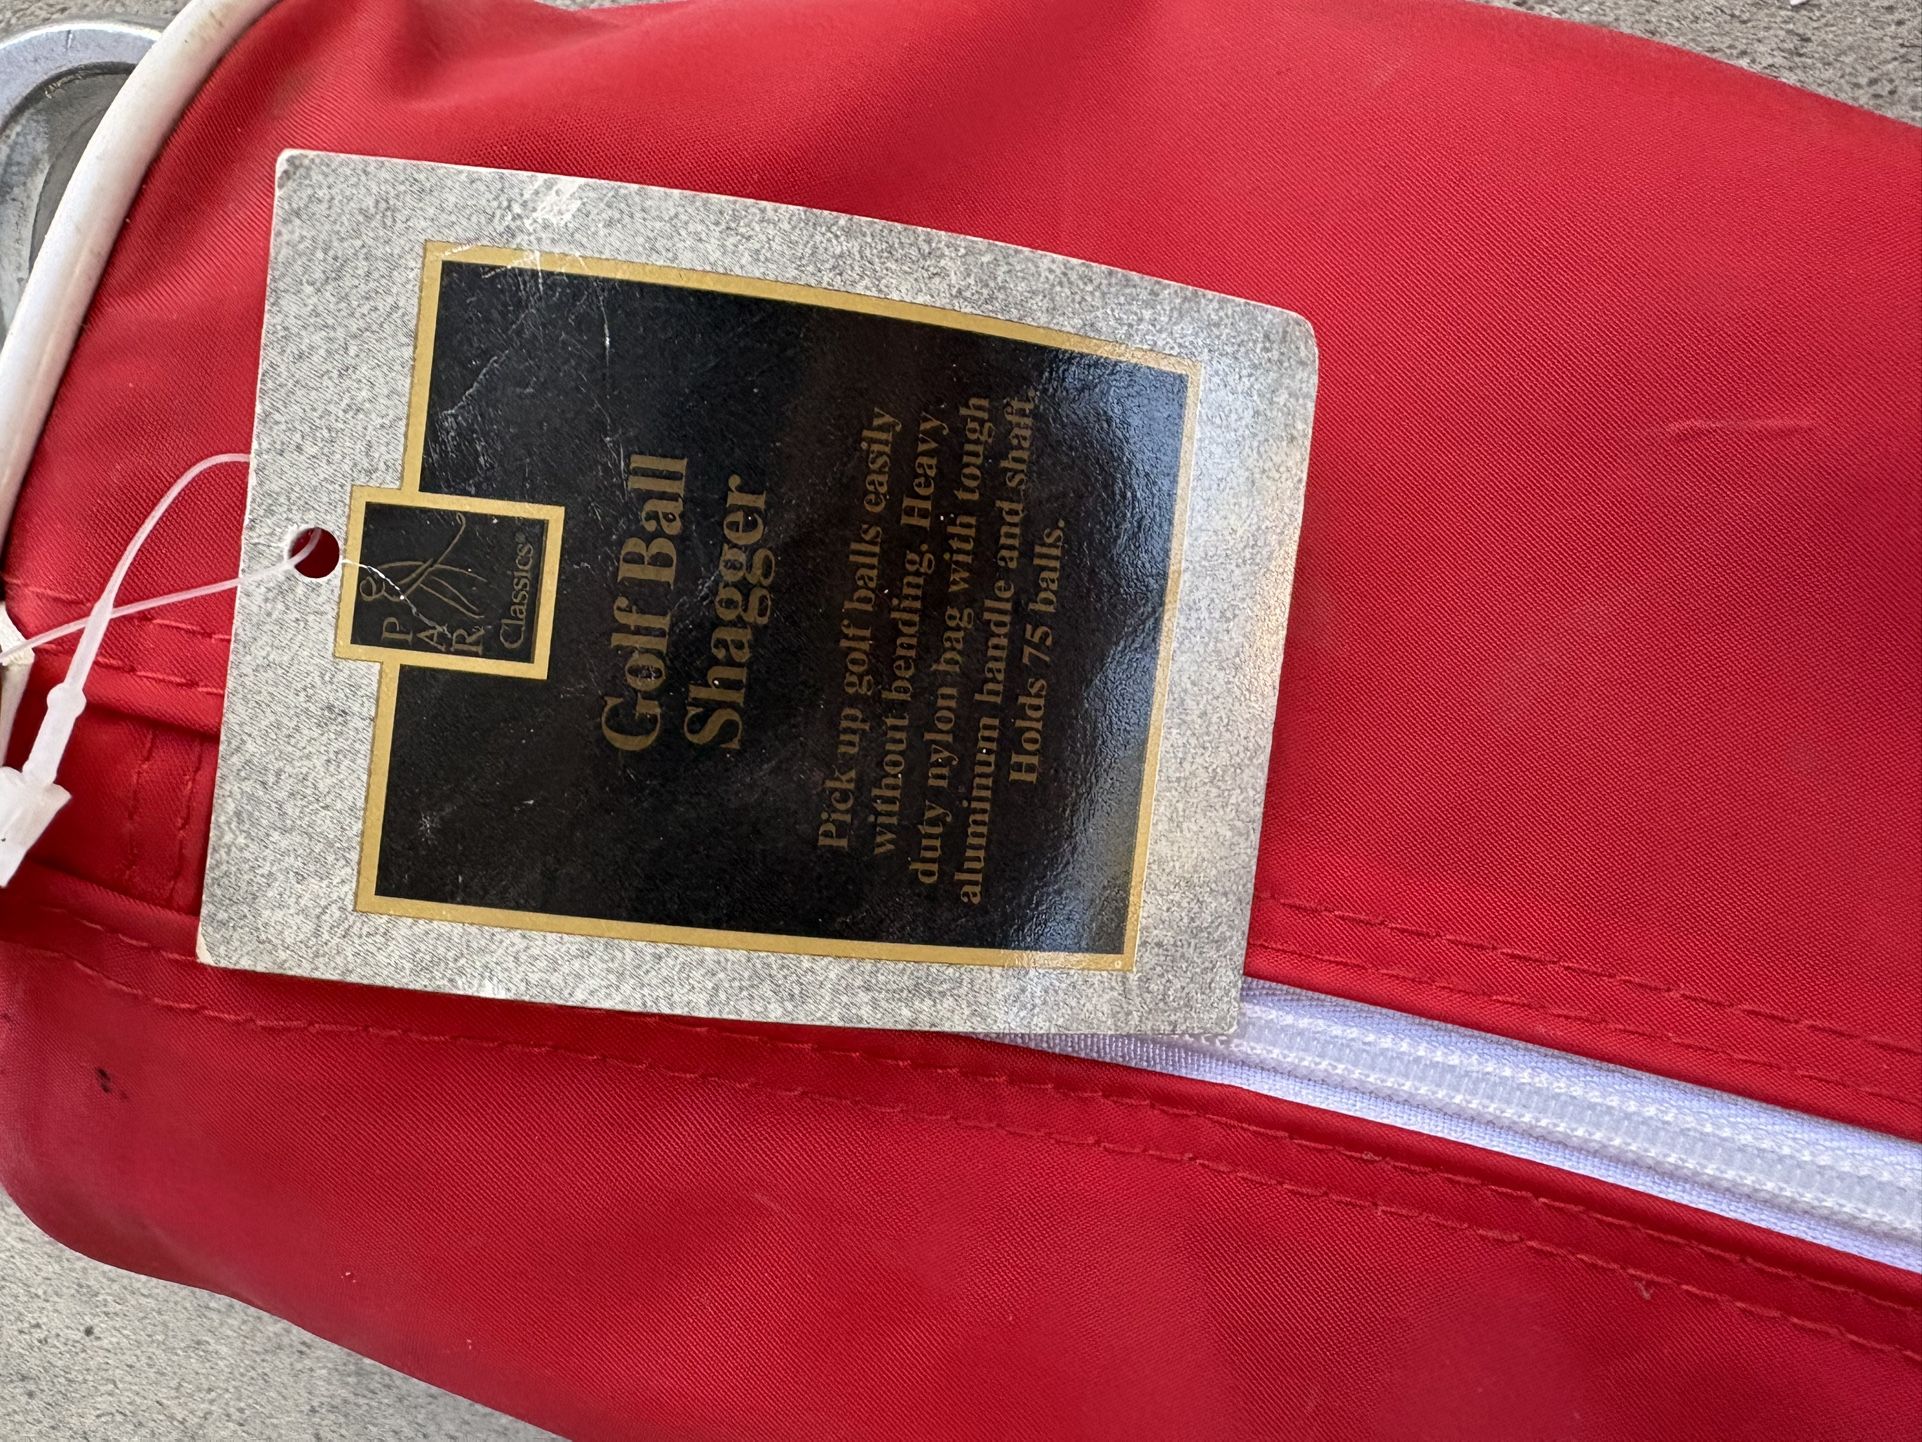 PAR
Classics®
Golf Ball
Shagger
Pick up golf balls easily
without bending. Heavy
duty nylon bag with tough
aluminum handle and shaft.
Holds 75 balls.